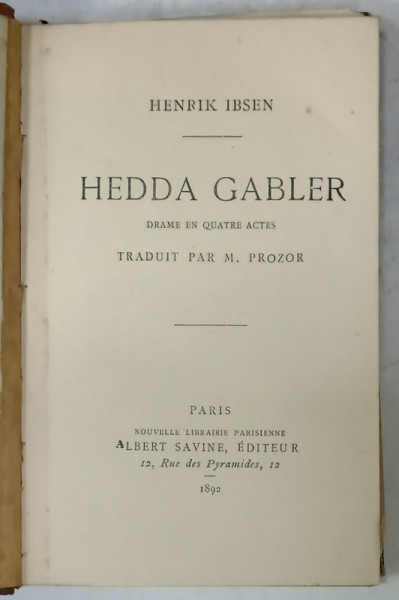 HENRIK IBSEN
HEDDA GABLER
DRAME EN QUATRE ACTES
TRADUIT PAR M. PROZOR
PARIS
NOUVELLE LIBRAIRIE PARISIENNE
ALBERT SAVINE, ÉDITEUR
12, Rue des Pyramides, 12
1892